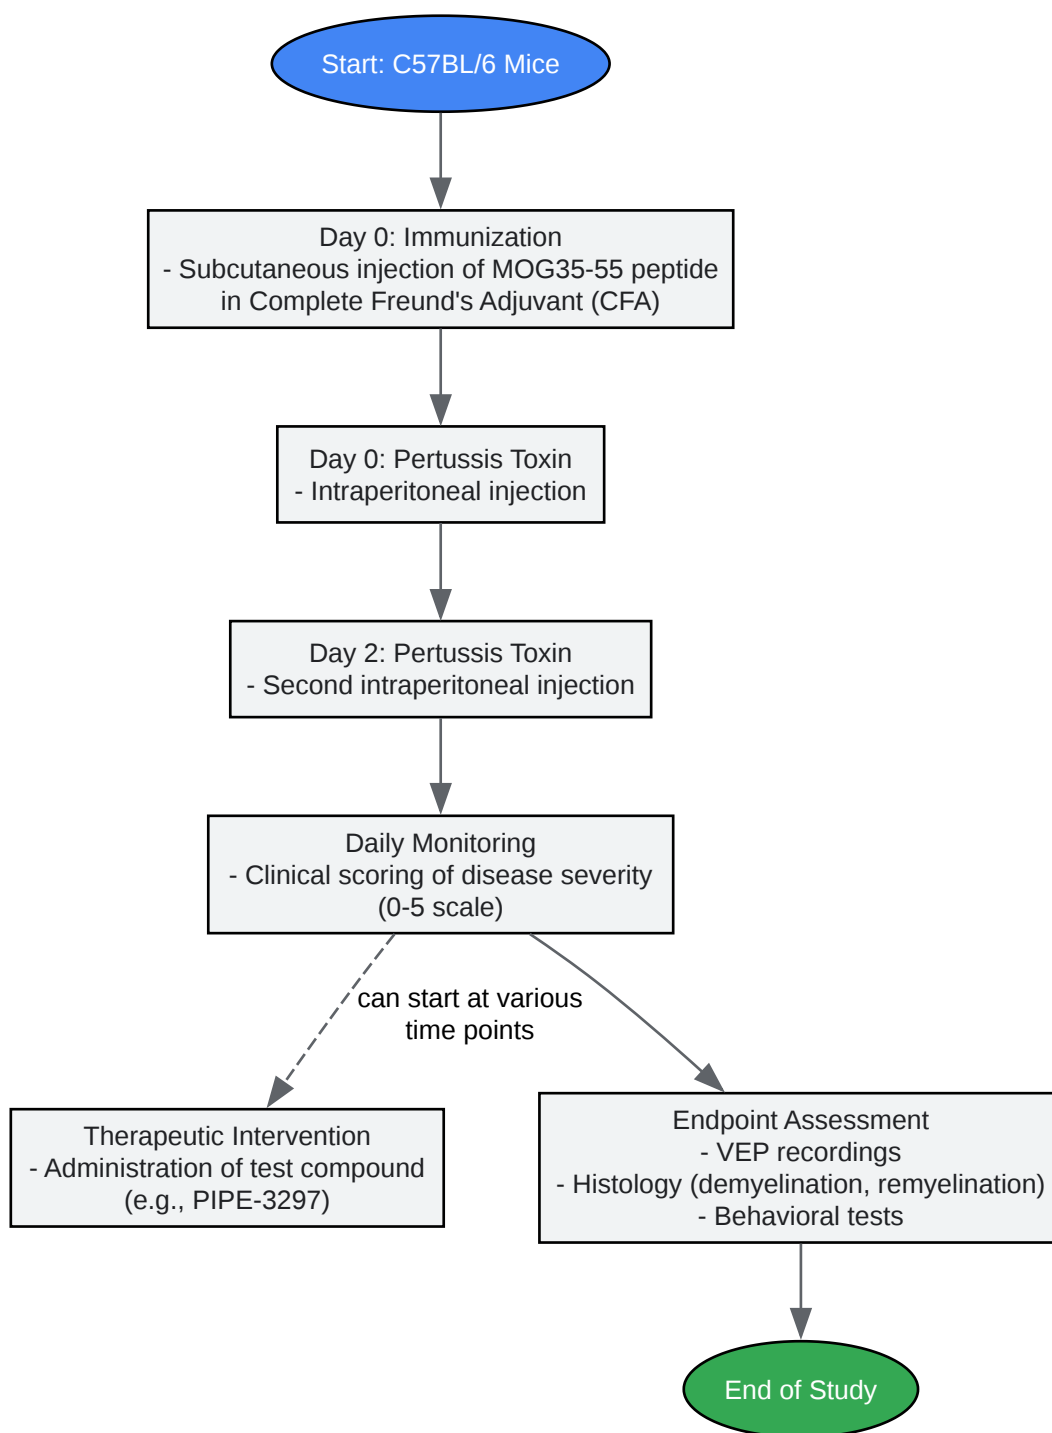 Start: C57BL/6 Mice
Day 0: Immunization
- Subcutaneous injection of MOG35-55 peptide
in Complete Freund's Adjuvant (CFA)
Day 0: Pertussis Toxin
- Intraperitoneal injection
Day 2: Pertussis Toxin
- Second intraperitoneal injection
Daily Monitoring
- Clinical scoring of disease severity
(0-5 scale)
can start at various
time points
Therapeutic Intervention
- Administration of test compound
(e.g., PIPE-3297)
Endpoint Assessment
- VEP recordings
- Histology (demyelination, remyelination)
- Behavioral tests
End of Study